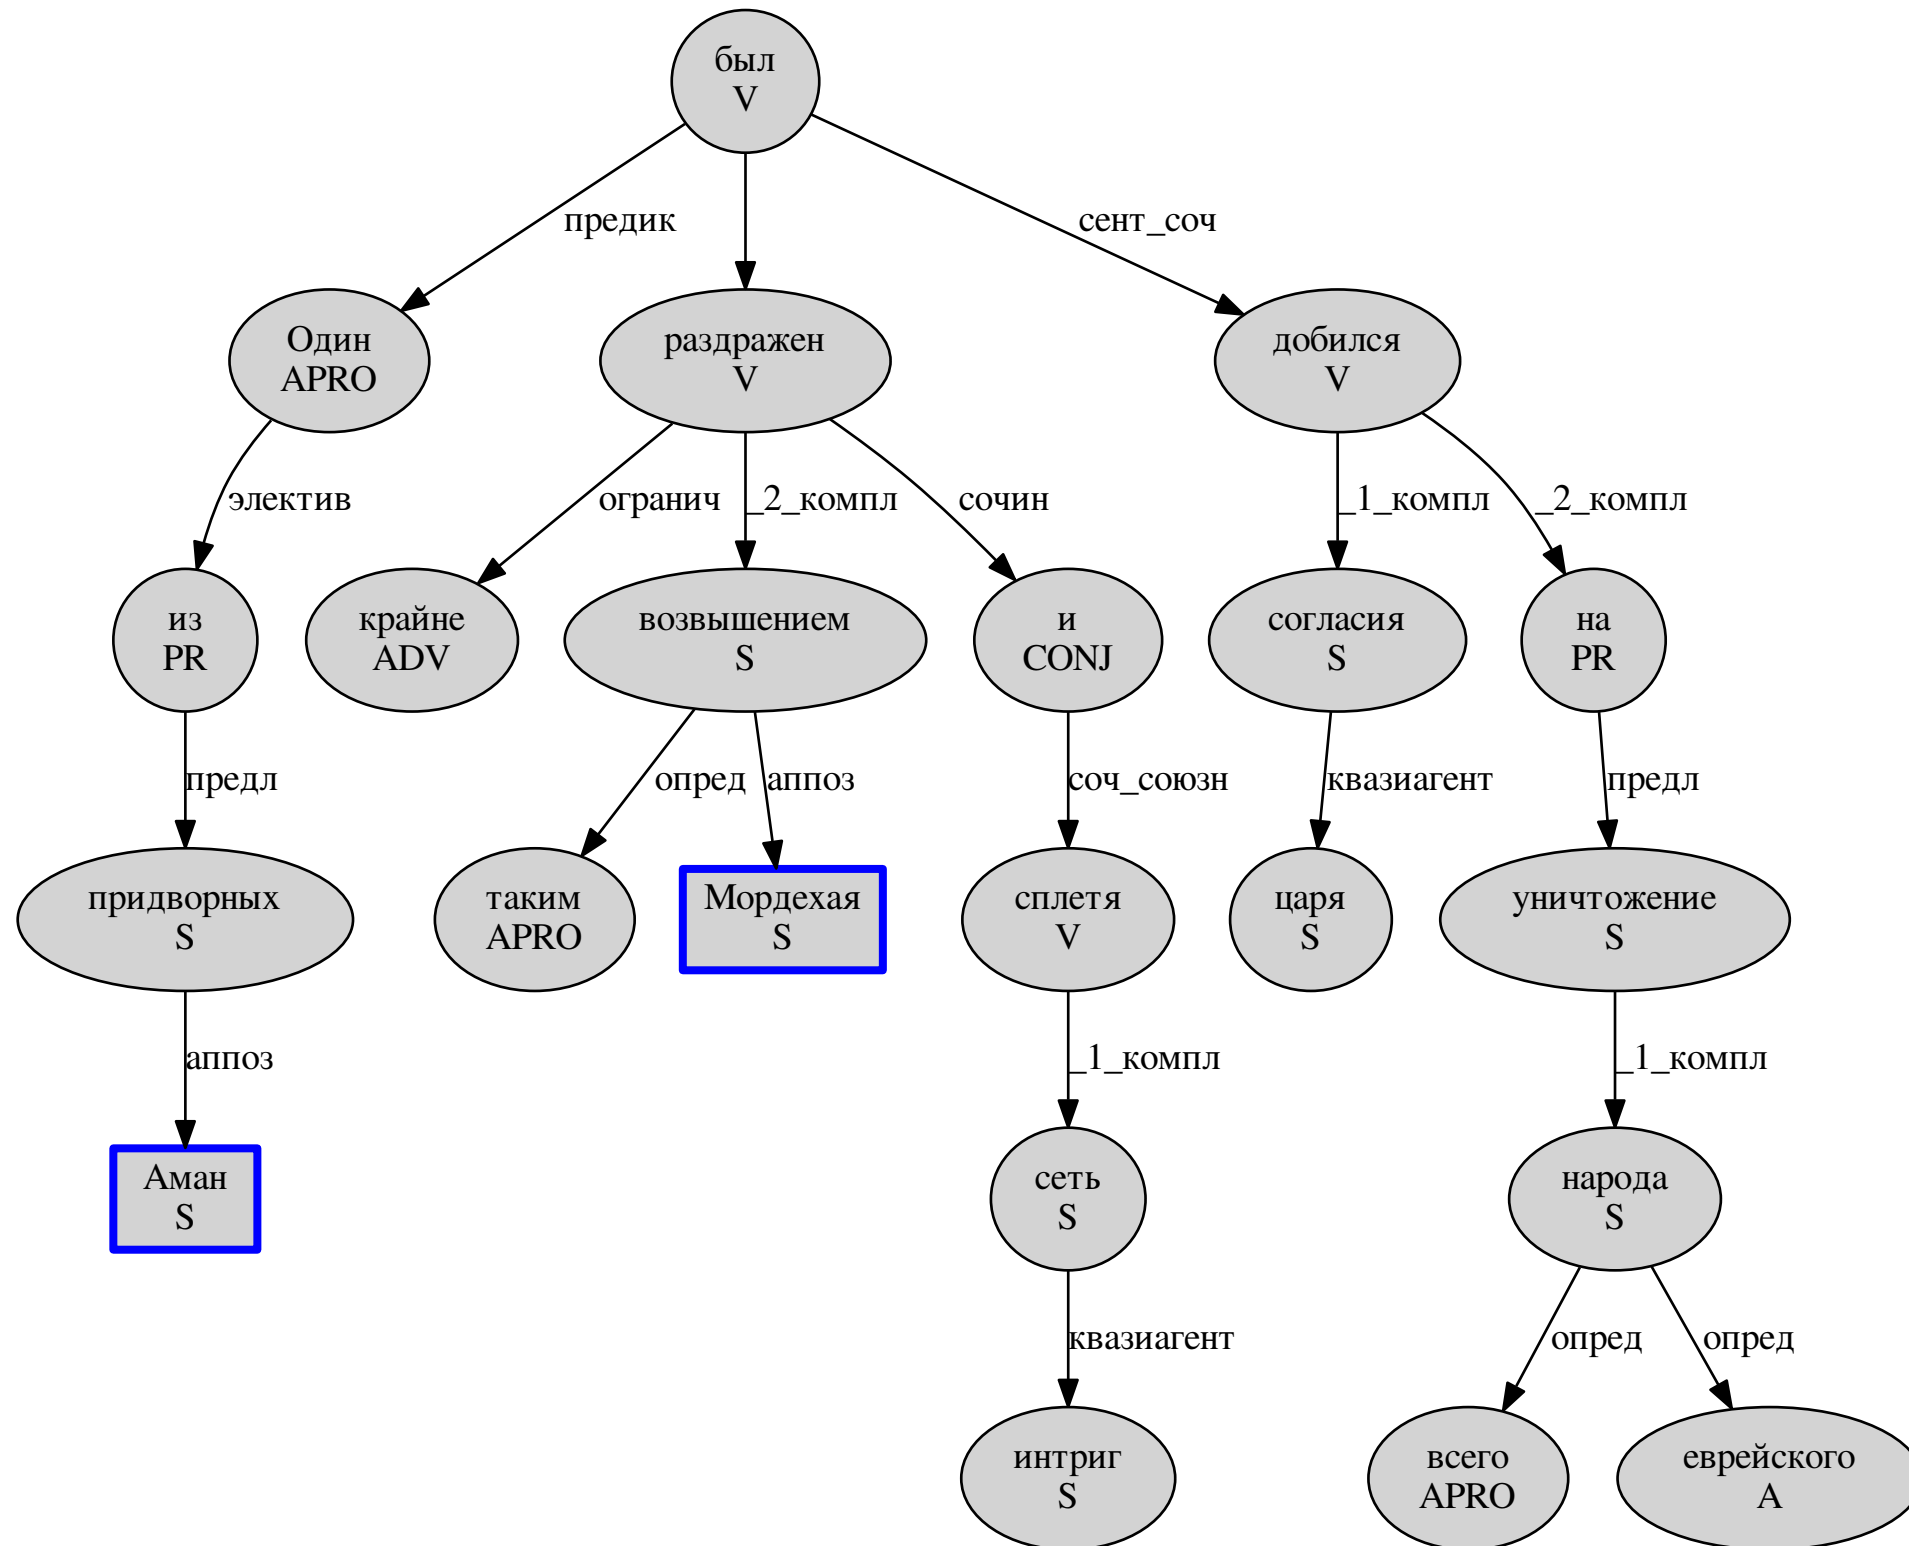 был
V
предик
сент_соч
Один
APRO
раздражен
V
добился
V
электив
огранич
_2_компл
сочин
_1_компл
_2_компл
из
PR
крайне
ADV
возвышением
S
и
CONJ
согласия
S
на
PR
предл
опред
аппоз
соч_союзн
квазиагент
предл
придворных
S
таким
APRO
Мордехая
S
сплетя
V
царя
S
уничтожение
S
аппоз
_1_компл
_1_компл
Аман
S
сеть
S
народа
S
квазиагент
опред
опред
интриг
S
всего
APRO
еврейского
A